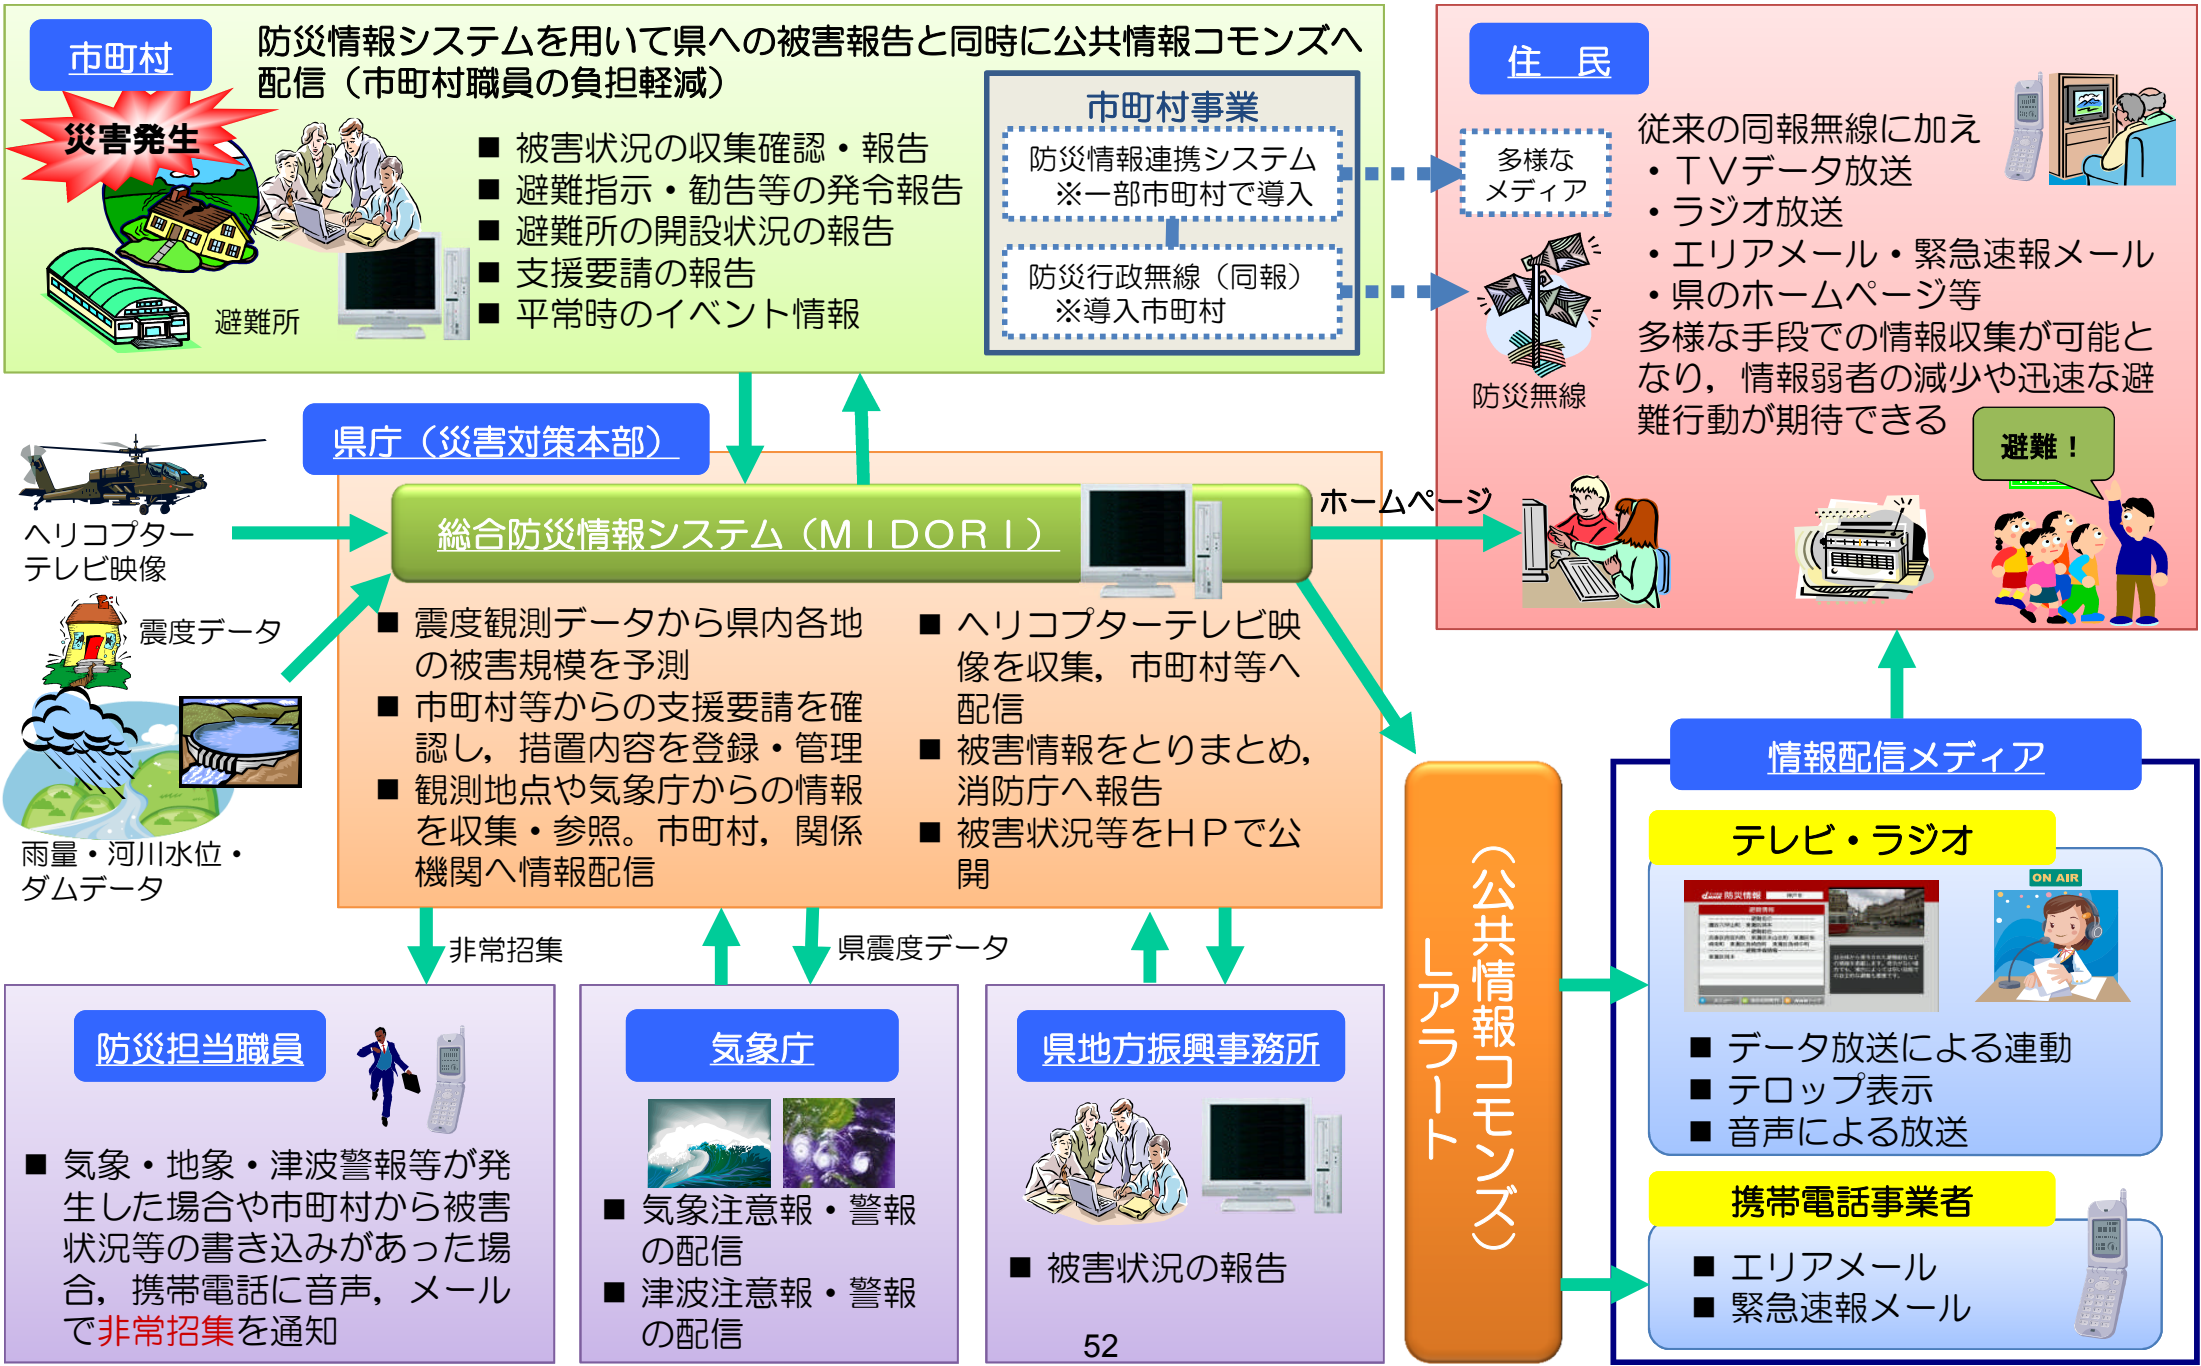 市町村
防災情報システムを用いて県への被害報告と同時に公共情報コモンズへ
配信（市町村職員の負担軽減）
災害発生
避難所
■ 被害状況の収集確認・報告
■ 避難指示・勧告等の発令報告
■ 避難所の開設状況の報告
■ 支援要請の報告
■ 平常時のイベント情報
市町村事業
防災情報連携システム
※一部市町村で導入
防災行政無線（同報）
※導入市町村
住　民
多様な
メディア
防災無線
従来の同報無線に加え
・ＴＶデータ放送
・ラジオ放送
・エリアメール・緊急速報メール
・県のホームページ等
多様な手段での情報収集が可能と
なり，情報弱者の減少や迅速な避
難行動が期待できる
避難！
県庁（災害対策本部）
ヘリコプター
テレビ映像
震度データ
雨量・河川水位・
ダムデータ
総合防災情報システム（ＭＩＤＯＲＩ）
ホームページ
■ 震度観測データから県内各地
の被害規模を予測
■ 市町村等からの支援要請を確
認し，措置内容を登録・管理
■ 観測地点や気象庁からの情報
を収集・参照。市町村，関係
機関へ情報配信
■ ヘリコプターテレビ映
像を収集，市町村等へ
配信
■ 被害情報をとりまとめ，
消防庁へ報告
■ 被害状況等をＨＰで公
開
非常招集
県震度データ
防災担当職員
■ 気象・地象・津波警報等が発
生した場合や市町村から被害
状況等の書き込みがあった場
合，携帯電話に音声，メール
で非常招集を通知
気象庁
■ 気象注意報・警報
の配信
■ 津波注意報・警報
の配信
県地方振興事務所
■ 被害状況の報告
（公共情報コモンズ）
Ｌアラート
情報配信メディア
テレビ・ラジオ
防災情報
ON AIR
■ データ放送による連動
■ テロップ表示
■ 音声による放送
携帯電話事業者
■ エリアメール
■ 緊急速報メール
52